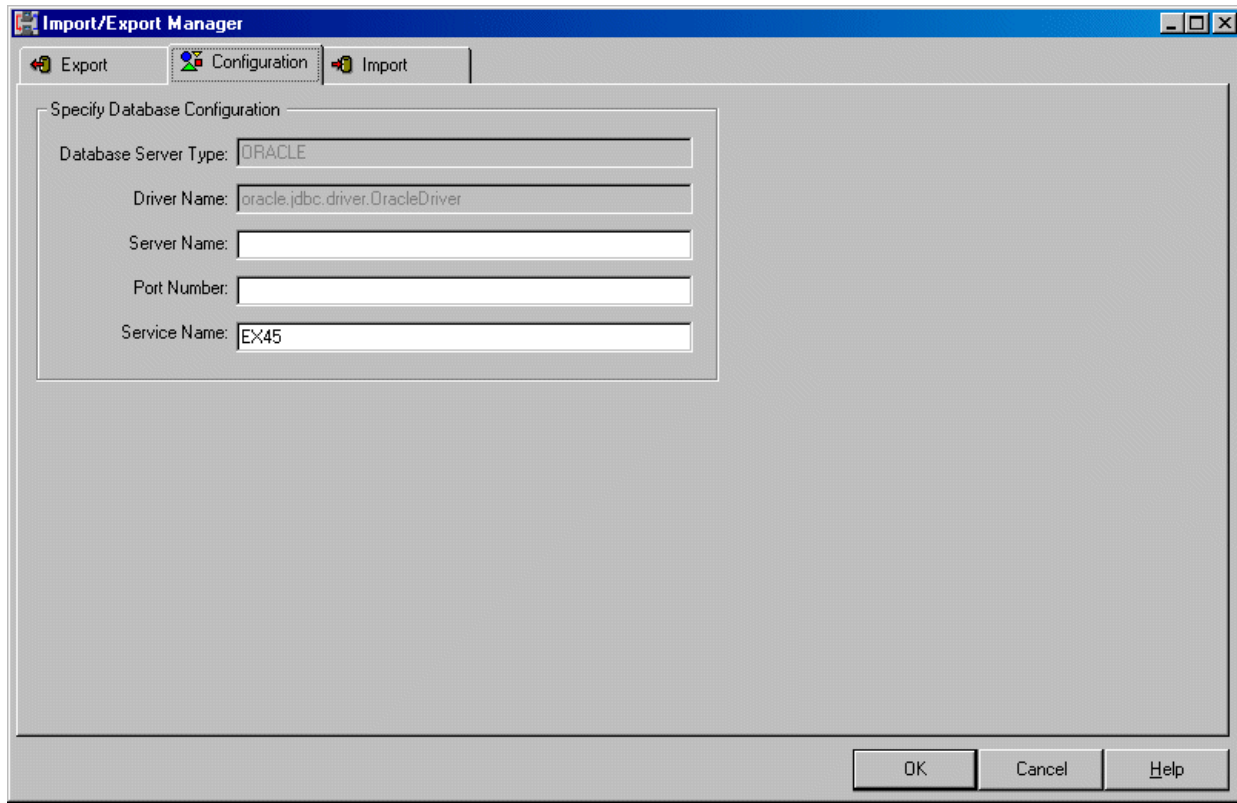 Import/Export Manager
Export Configuration Import
Specify Database Configuration
Database Server Type: ORACLE
Driver Name: oracle.jdbc.driver.OracleDriver
Server Name:
Port Number:
Service Name: EX45
OK Cancel Help